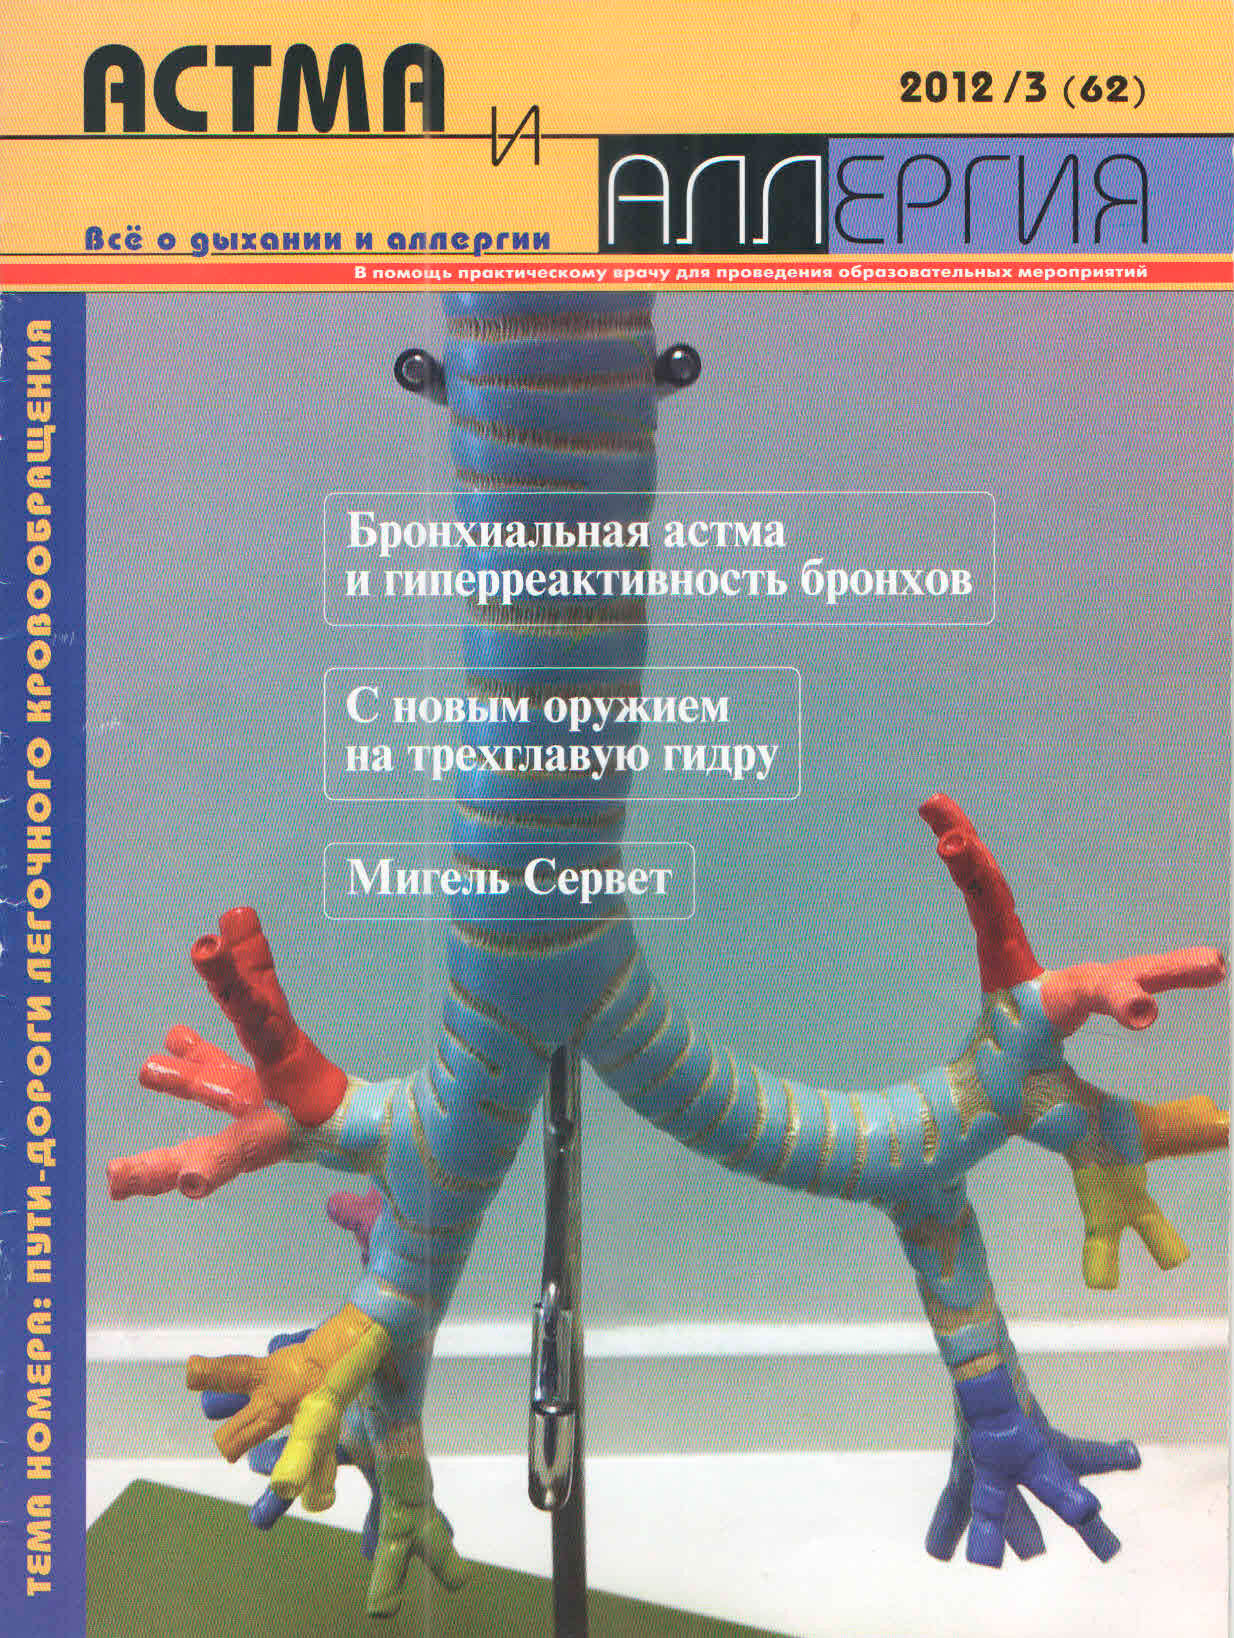 АСТМА
и
АЛЛЕРГИЯ
2012/3 (62)
Всё о дыхании и аллергии
В помощь практическому врачу для проведения образовательных мероприятий
ТЕМА НОМЕРА: ПУТИ-ДОРОГИ ЛЕГОЧНОГО КРОВООБРАЩЕНИЯ
Бронхиальная астма
и гиперреактивность бронхов
С новым оружием
на трехглавую гидру
Мигель Сервет